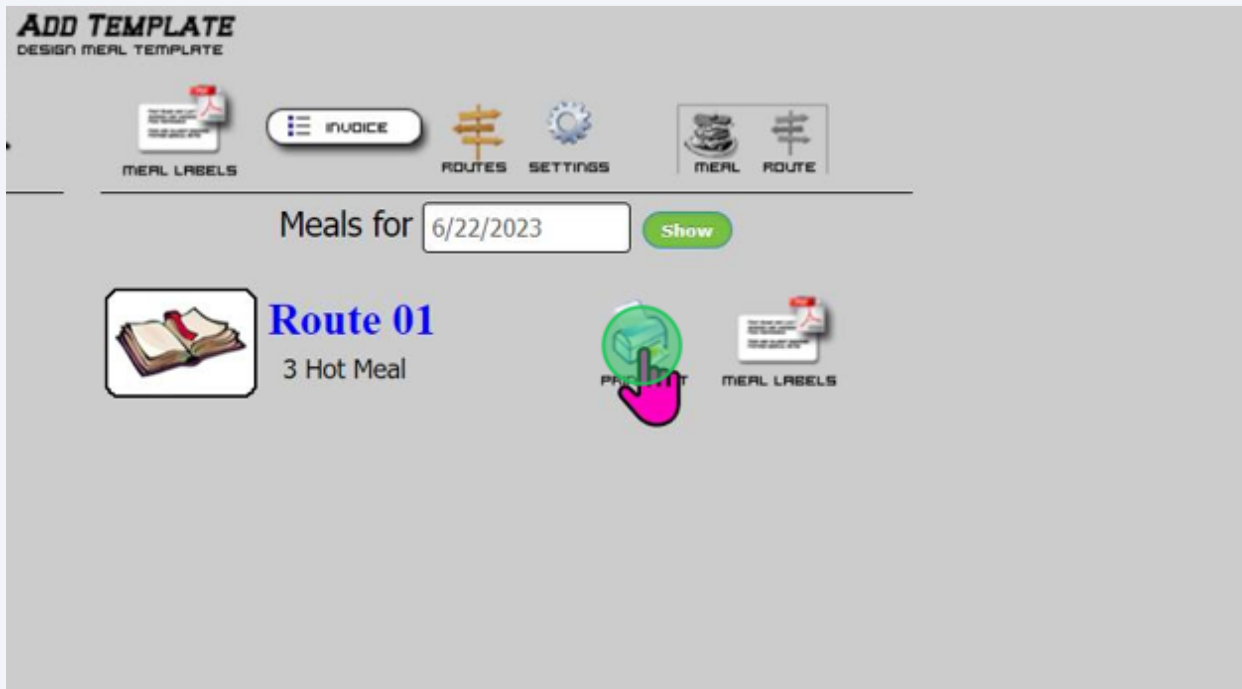 ADD TEMPLATE
DESIGN MEAL TEMPLATE
INVOICE
MEAL LABELS
ROUTES
SETTINGS
MEAL
ROUTE
Meals for 6/22/2023 Show
Route 01
3 Hot Meal
MEAL LABELS